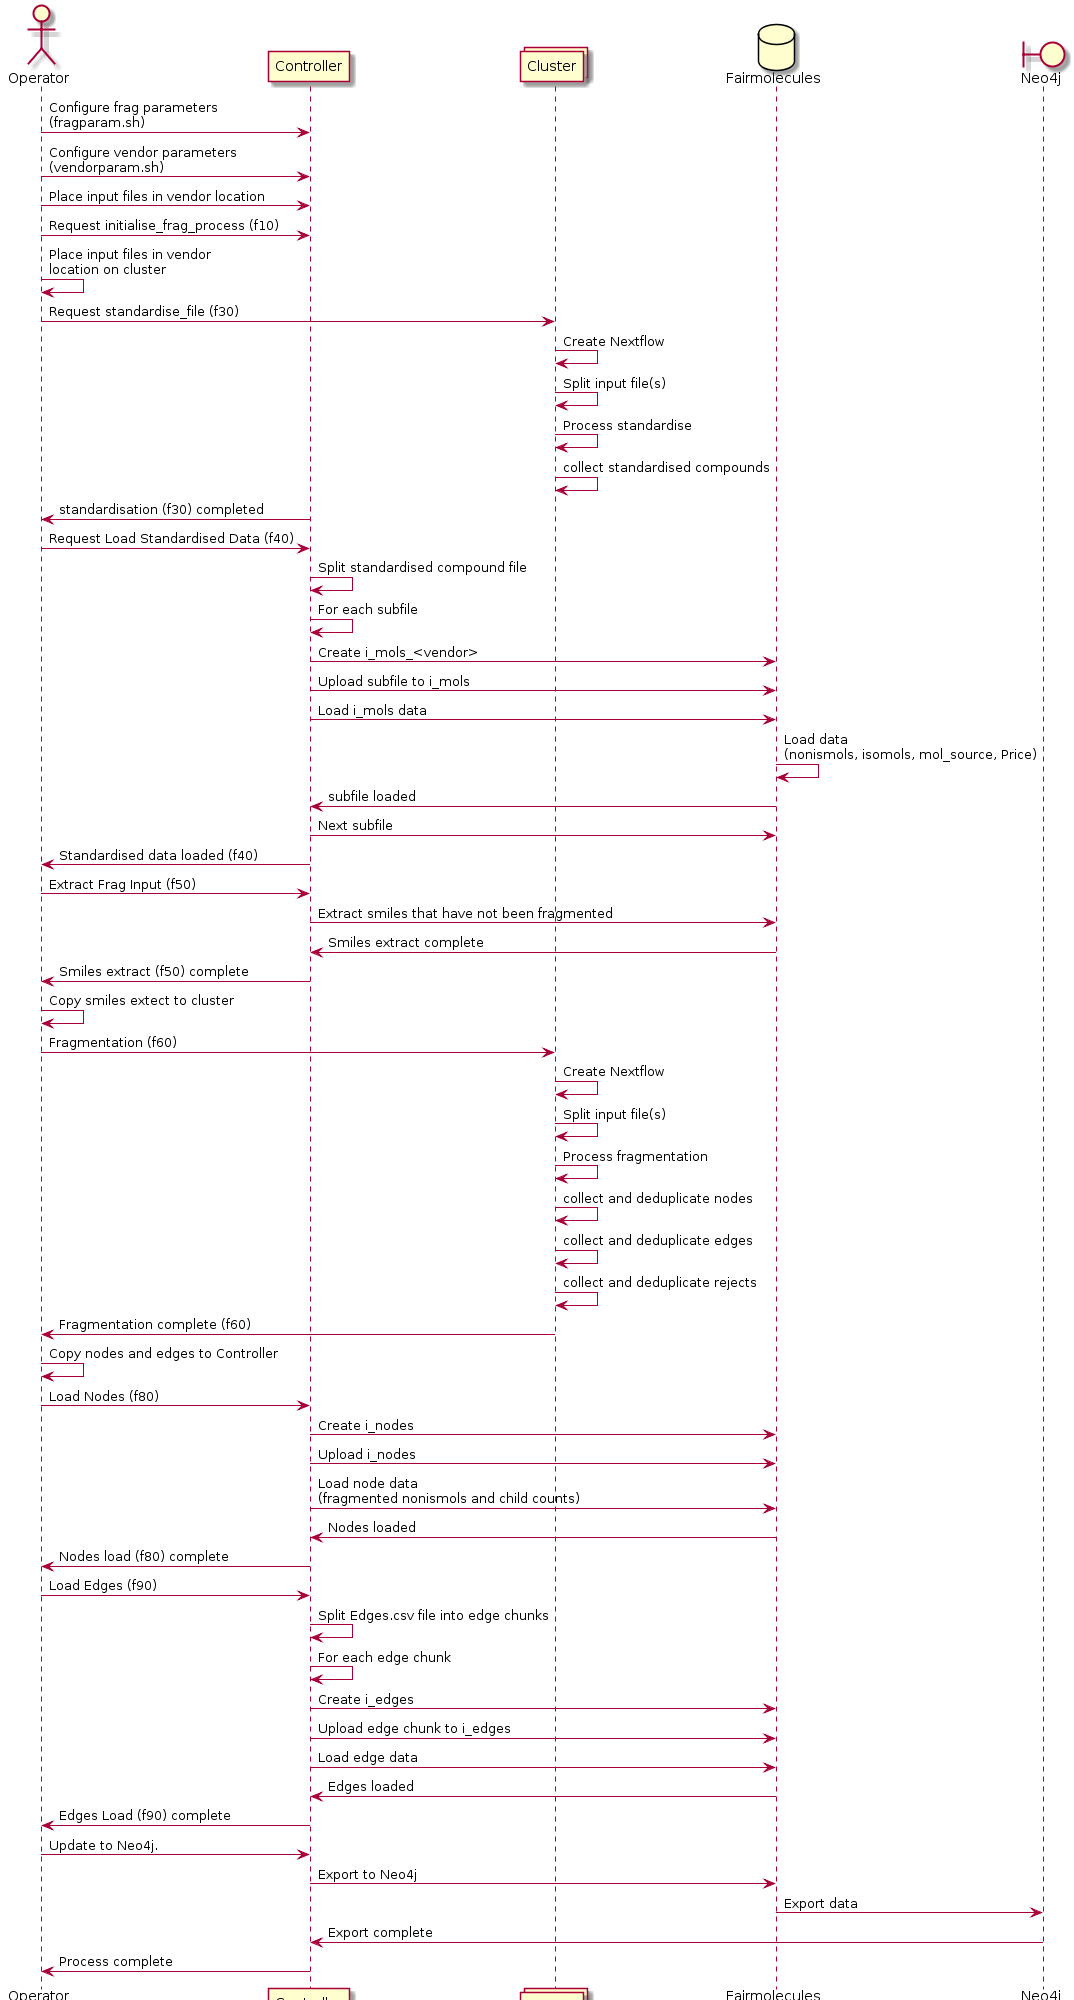 Operator
Controller
Cluster
Fairmolecules
Neo4j
Configure frag parameters
(fragparam.sh)
Configure vendor parameters
(vendorparam.sh)
Place input files in vendor location
Request initialise_frag_process (f10)
Place input files in vendor
location on cluster
Request standardise_file (f30)
Create Nextflow
Split input file(s)
Process standardise
collect standardised compounds
standardisation (f30) completed
Request Load Standardised Data (f40)
Split standardised compound file
For each subfile
Create i_mols_<vendor>
Upload subfile to i_mols
Load i_mols data
Load data
(nonismols, isomols, mol_source, Price)
subfile loaded
Next subfile
Standardised data loaded (f40)
Extract Frag Input (f50)
Extract smiles that have not been fragmented
Smiles extract complete
Smiles extract (f50) complete
Copy smiles extect to cluster
Fragmentation (f60)
Create Nextflow
Split input file(s)
Process fragmentation
collect and deduplicate nodes
collect and deduplicate edges
collect and deduplicate rejects
Fragmentation complete (f60)
Copy nodes and edges to Controller
Load Nodes (f80)
Create i_nodes
Upload i_nodes
Load node data
(fragmented nonismols and child counts)
Nodes loaded
Nodes load (f80) complete
Load Edges (f90)
Split Edges.csv file into edge chunks
For each edge chunk
Create i_edges
Upload edge chunk to i_edges
Load edge data
Edges loaded
Edges Load (f90) complete
Update to Neo4j.
Export to Neo4j
Export data
Export complete
Process complete
Operator
Controller
Fairmolecules
Neo4j